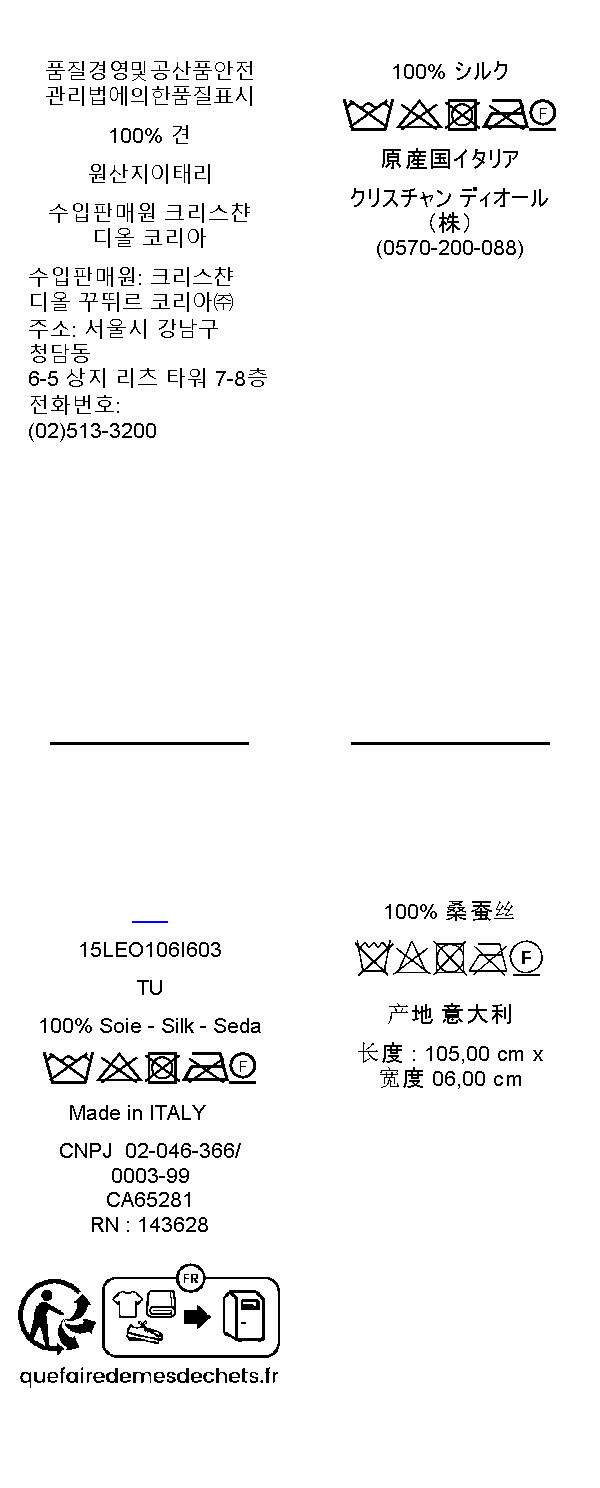 품질경영및공산품안전
관리법에의한품질표시
100% 견
원산지이태리
수입판매원 크리스챤
디올 코리아
수입판매원: 크리스챤
디올 꾸뛰르 코리아㈜
주소: 서울시 강남구
청담동
6-5 상지 리츠 타워 7-8층
전화번호:
(02)513-3200
100% シルク
F
原産国イタリア
クリスチャン ディオール
（株）
(0570-200-088)
15LEO106I603
TU
100% Soie - Silk - Seda
F
Made in ITALY
CNPJ 02-046-366/
0003-99
CA65281
RN : 143628
FR
quefairedemesdechets.fr
100% 桑蚕丝
F
产地 意大利
长度 : 105,00 cm x
宽度 06,00 cm